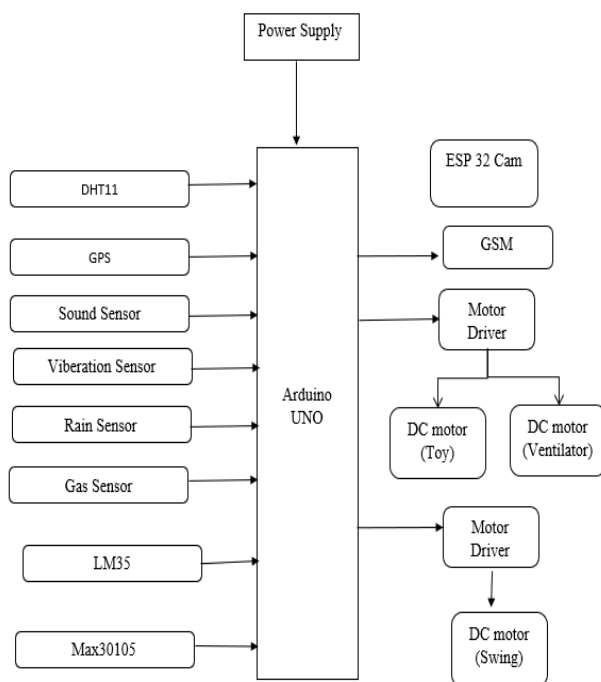 Power Supply
DHT11
GPS
Sound Sensor
Viberation Sensor
Rain Sensor
Gas Sensor
LM35
Max30105
Arduino
UNO
ESP 32 Cam
GSM
Motor
Driver
DC motor
(Toy)
DC motor
(Ventilator)
Motor
Driver
DC motor
(Swing)